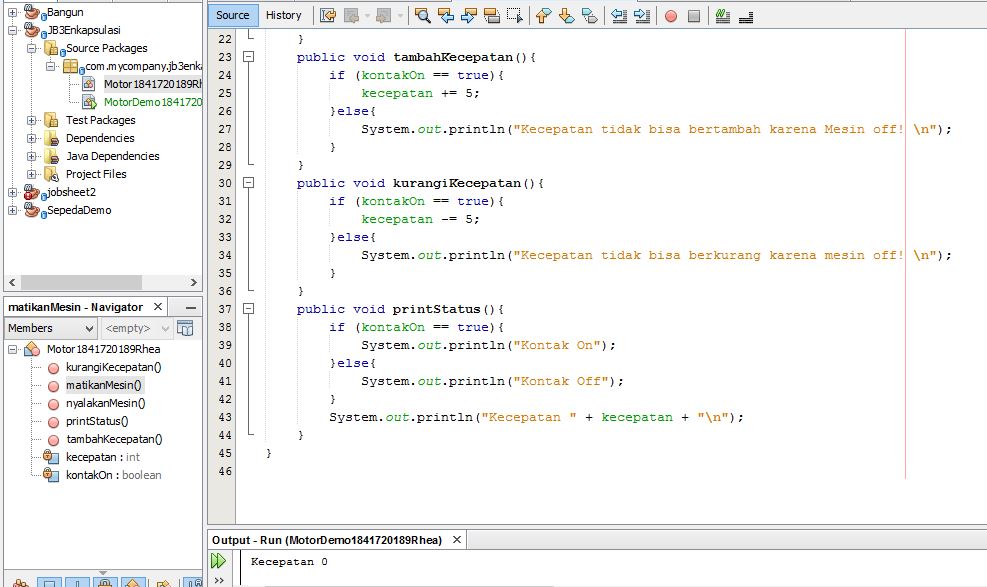 Bangun
JB3Enkapsulasi
Source Packages
com.mycompany.jb3enk
Motor1841720189Rh
MotorDemo1841720
Test Packages
Dependencies
Java Dependencies
Project Files
jobsheet2
SepedaDemo
matikanMesin - Navigator
Members
<empty>
Motor1841720189Rhea
kurangiKecepatan()
matikanMesin()
nyalakanMesin()
printStatus()
tambahKecepatan()
kecepatan : int
kontakOn : boolean
Source History
22 }
23 public void tambahKecepatan(){
24 if (kontakOn == true){
25 kecepatan += 5;
26 }else{
27 System.out.println("Kecepatan tidak bisa bertambah karena Mesin off! \n");
28 }
29 }
30 public void kurangiKecepatan(){
31 if (kontakOn == true){
32 kecepatan -= 5;
33 }else{
34 System.out.println("Kecepatan tidak bisa berkurang karena mesin off! \n");
35 }
36 }
37 public void printStatus(){
38 if (kontakOn == true){
39 System.out.println("Kontak On");
40 }else{
41 System.out.println("Kontak Off");
42 }
43 System.out.println("Kecepatan " + kecepatan + "\n");
44 }
45 }
46
Output - Run (MotorDemo1841720189Rhea)
Kecepatan 0